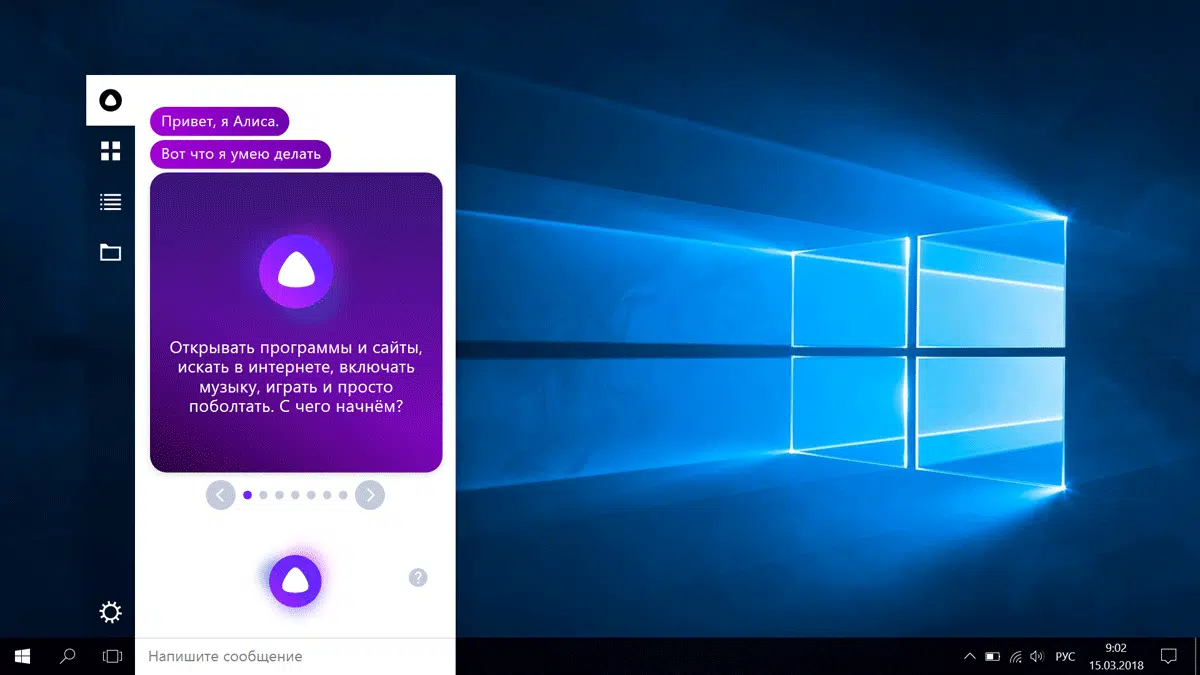 Привет, я Алиса.
Вот что я умею делать
Открывать программы и сайты,
искать в интернете, включать
музыку, играть и просто
поболтать. С чего начнём?
?
Напишите сообщение
РУС
9:02
15.03.2018